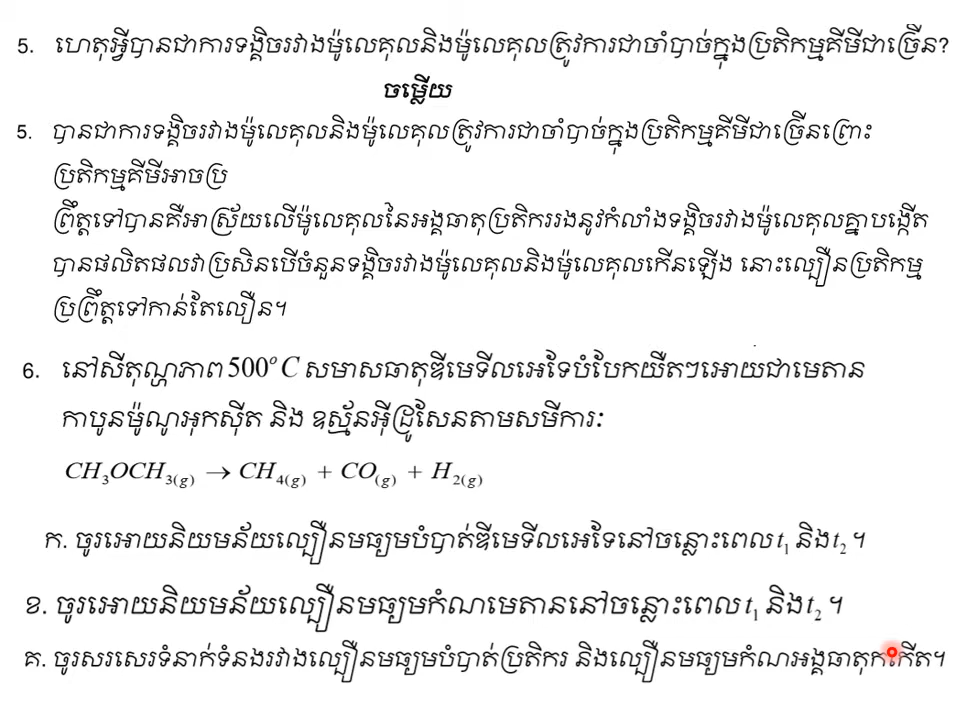 5. ហេតុអ្វីបានជាការទង្គិចរវាងម៉ូលេគុលនិងម៉ូលេគុលត្រូវការជាចាំបាច់ក្នុងប្រតិកម្មគីមីជាច្រើន?
ចម្លើយ
5. បានជាការទង្គិចរវាងម៉ូលេគុលនិងម៉ូលេគុលត្រូវការជាចាំបាច់ក្នុងប្រតិកម្មគីមីជាច្រើនព្រោះ
ប្រតិកម្មគីមីអាចប្រ
ព្រឹត្តទៅបានគឺអាស្រ័យលើម៉ូលេគុលនៃអង្គធាតុប្រតិកររងនូវកំលាំងទង្គិចរវាងម៉ូលេគុលគ្នាបង្កើត
បានផលិតផលវាប្រសិនបើចំនួនទង្គិចរវាងម៉ូលេគុលនិងម៉ូលេគុលកើនឡើង នោះល្បឿនប្រតិកម្ម
ប្រព្រឹត្តទៅកាន់តែលឿន។
6. នៅសីតុណ្ហភាព 500°C សមាសធាតុឌីមេទីលអេទែបំបែកយឺតៗអោយជាមេតាន
កាបូនម៉ូណូអុកស៊ីត និង ឧស្ម័នអ៊ីដ្រូសែនតាមសមីការៈ
CH₃OCH₃(g) → CH₄(g) + CO(g) + H₂(g)
ក. ចូរអោយនិយមន័យល្បឿនមធ្យមបំបាត់ឌីមេទីលអេទែនៅចន្លោះពេល t₁ និង t₂ ។
ខ. ចូរអោយនិយមន័យល្បឿនមធ្យមកំណមេតាននៅចន្លោះពេល t₁ និង t₂ ។
គ. ចូរសរសេរទំនាក់ទំនងរវាងល្បឿនមធ្យមបំបាត់ប្រតិករ និងល្បឿនមធ្យមកំណអង្គធាតុកកើត។